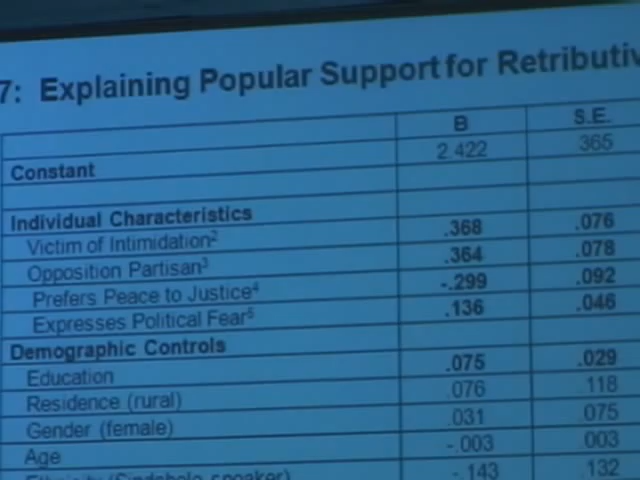 7: Explaining Popular Support for Retributiv
B S.E.
Constant 2.422 365
Individual Characteristics
Victim of Intimidation2 .368 .076
Opposition Partisan3 .364 .078
Prefers Peace to Justice4 -.299 .092
Expresses Political Fear5 .136 .046
Demographic Controls
Education .075 .029
Residence (rural) .076 .118
Gender (female) .031 .075
Age -.003 003
-.143 .132